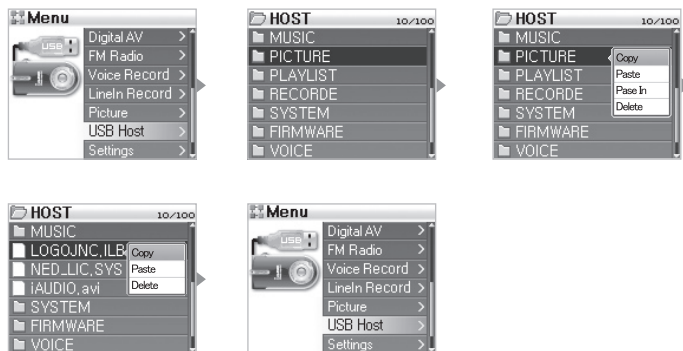 Menu
USB
Digital AV >
FM Radio >
Voice Record >
LineIn Record >
Picture >
USB Host >
Settings >
HOST 10/100
MUSIC
PICTURE
PLAYLIST
RECORDE
SYSTEM
FIRMWARE
VOICE
HOST 10/100
MUSIC
PICTURE
PLAYLIST
RECORDE
SYSTEM
FIRMWARE
VOICE
Copy
Paste
Pase In
Delete
HOST 10/100
MUSIC
LOGOJNC,ILB
NED_LIC,SYS
iAUDIO,avi
SYSTEM
FIRMWARE
VOICE
Copy
Paste
Delete
Menu
USB
Digital AV >
FM Radio >
Voice Record >
LineIn Record >
Picture >
USB Host >
Settings >